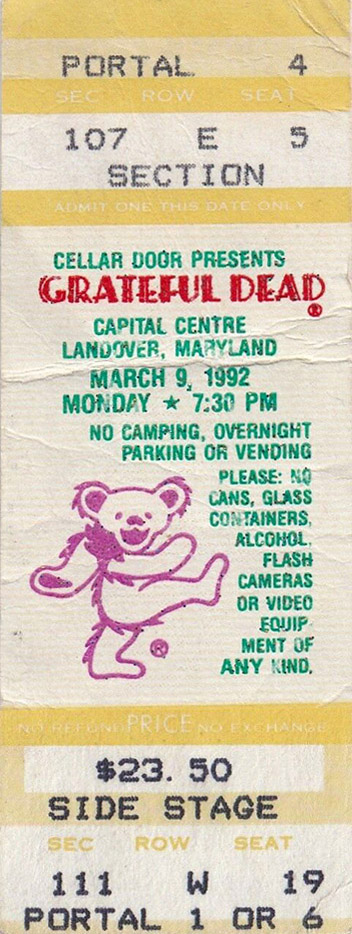 PORTAL 4
SEC ROW SEAT
107 E 5
SECTION
ADMIT ONE THIS DATE ONLY
CELLAR DOOR PRESENTS
GRATEFUL DEAD®
CAPITAL CENTRE
LANDOVER, MARYLAND
MARCH 9, 1992
MONDAY ★ 7:30 PM
NO CAMPING, OVERNIGHT
PARKING OR VENDING
PLEASE: NO
CANS, GLASS
CONTAINERS,
ALCOHOL,
FLASH
CAMERAS
OR VIDEO
EQUIP-
MENT OF
ANY KIND.
®
NO REFUND PRICE NO EXCHANGE
$23.50
SIDE STAGE
SEC ROW SEAT
111 W 19
PORTAL 1 OR 6